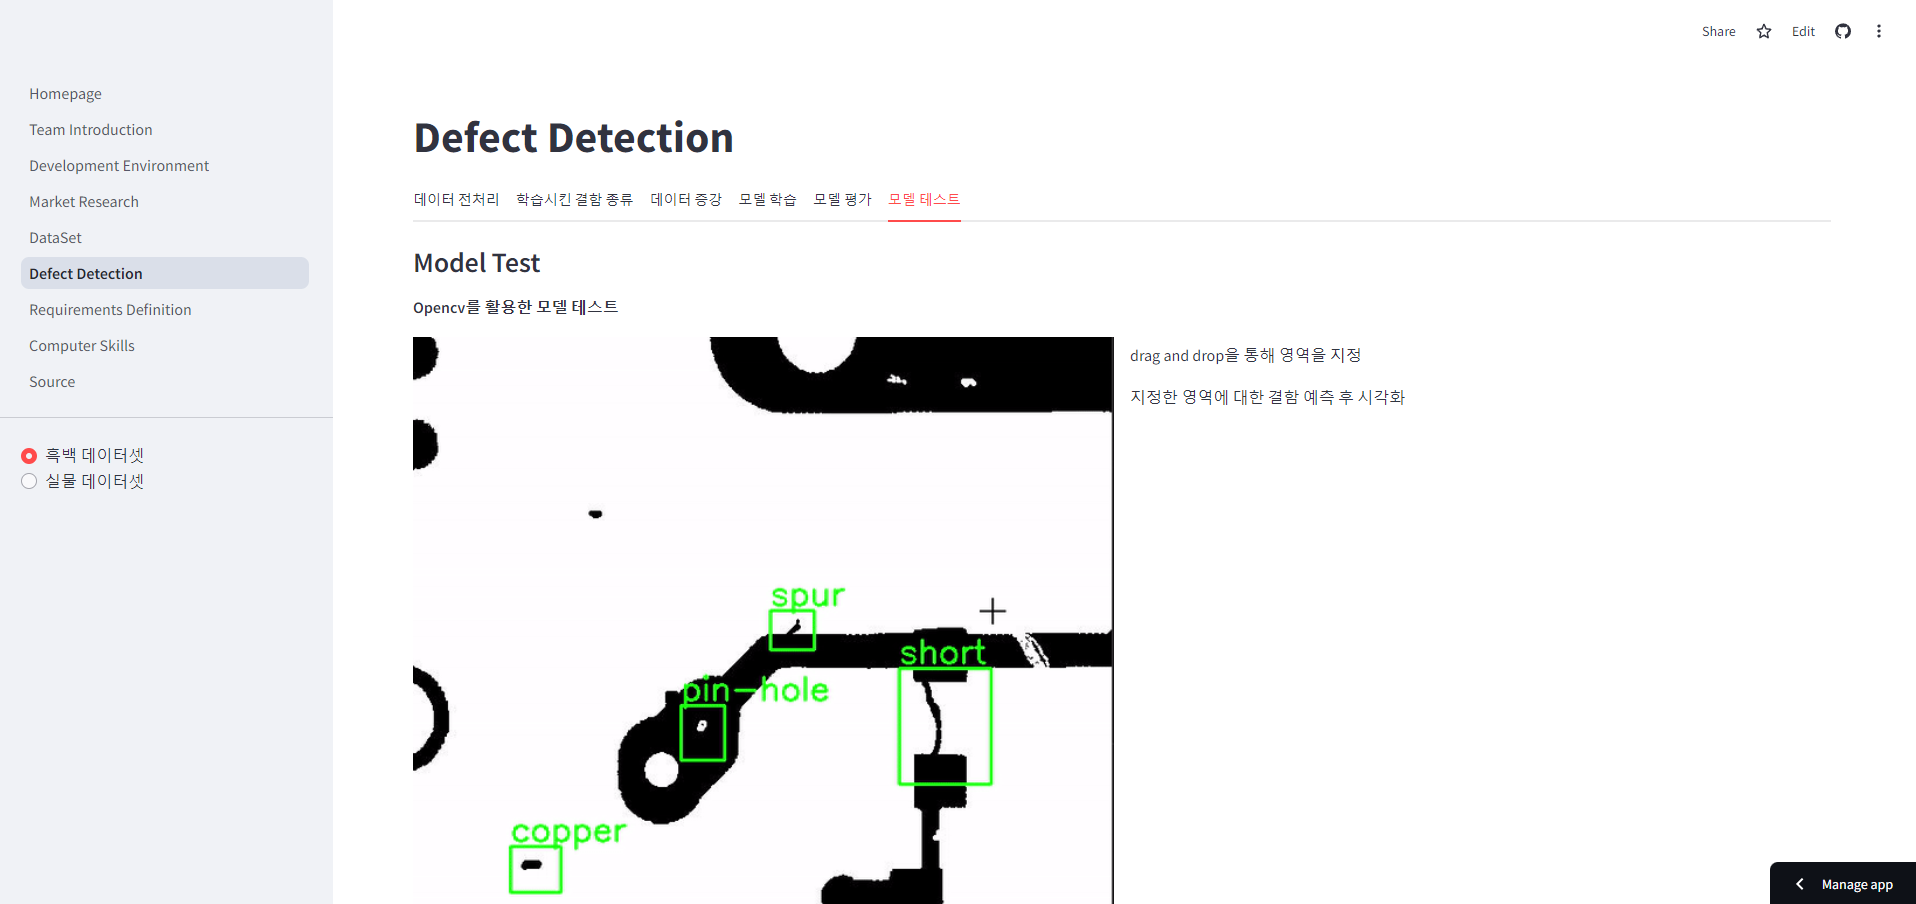 Share Edit
Homepage
Team Introduction
Development Environment
Market Research
DataSet
Defect Detection
Requirements Definition
Computer Skills
Source
흑백 데이터셋
실물 데이터셋
Defect Detection
데이터 전처리 학습시킨 결함 종류 데이터 증강 모델 학습 모델 평가 모델 테스트
Model Test
Opencv를 활용한 모델 테스트
drag and drop을 통해 영역을 지정
지정한 영역에 대한 결함 예측 후 시각화
spur
short
pin-hole
copper
Manage app